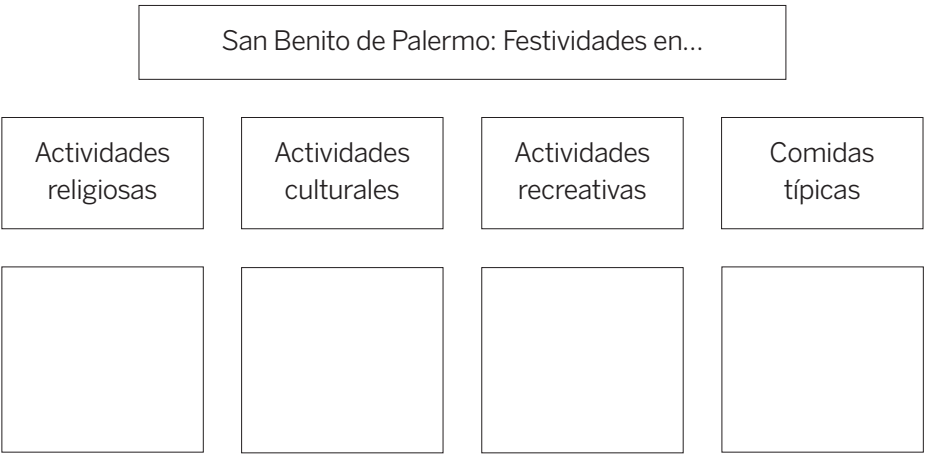 San Benito de Palermo: Festividades en...
Actividades
religiosas
Actividades
culturales
Actividades
recreativas
Comidas
típicas